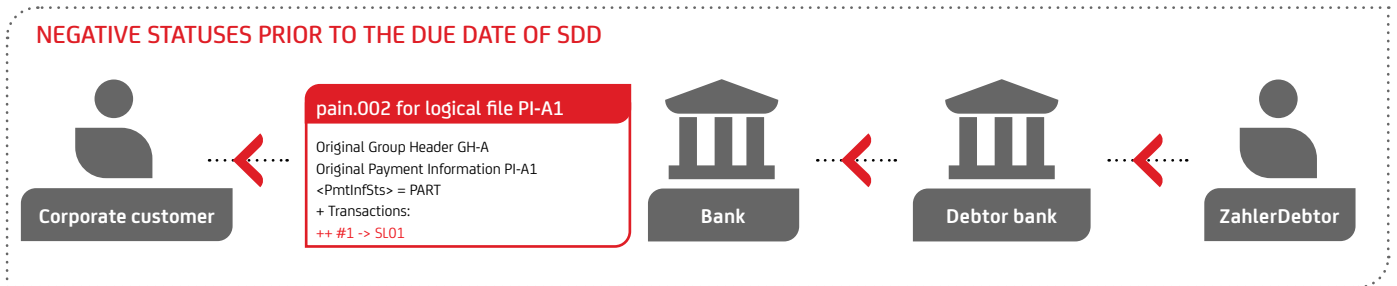 NEGATIVE STATUSES PRIOR TO THE DUE DATE OF SDD
pain.002 for logical file PI-A1
Original Group Header GH-A
Original Payment Information PI-A1
<PmtInfSts> = PART
+ Transactions:
++ #1 -> SL01
Corporate customer
Bank
Debtor bank
ZahlerDebtor